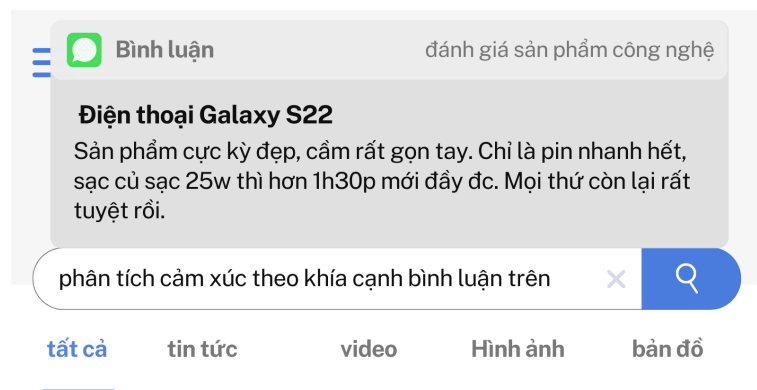 Bình luận
đánh giá sản phẩm công nghệ
Điện thoại Galaxy S22
Sản phẩm cực kỳ đẹp, cầm rất gọn tay. Chỉ là pin nhanh hết,
sạc củ sạc 25w thì hơn 1h30p mới đầy đc. Mọi thứ còn lại rất
tuyệt rồi.
phân tích cảm xúc theo khía cạnh bình luận trên
tất cả
tin tức
video
Hình ảnh
bản đồ